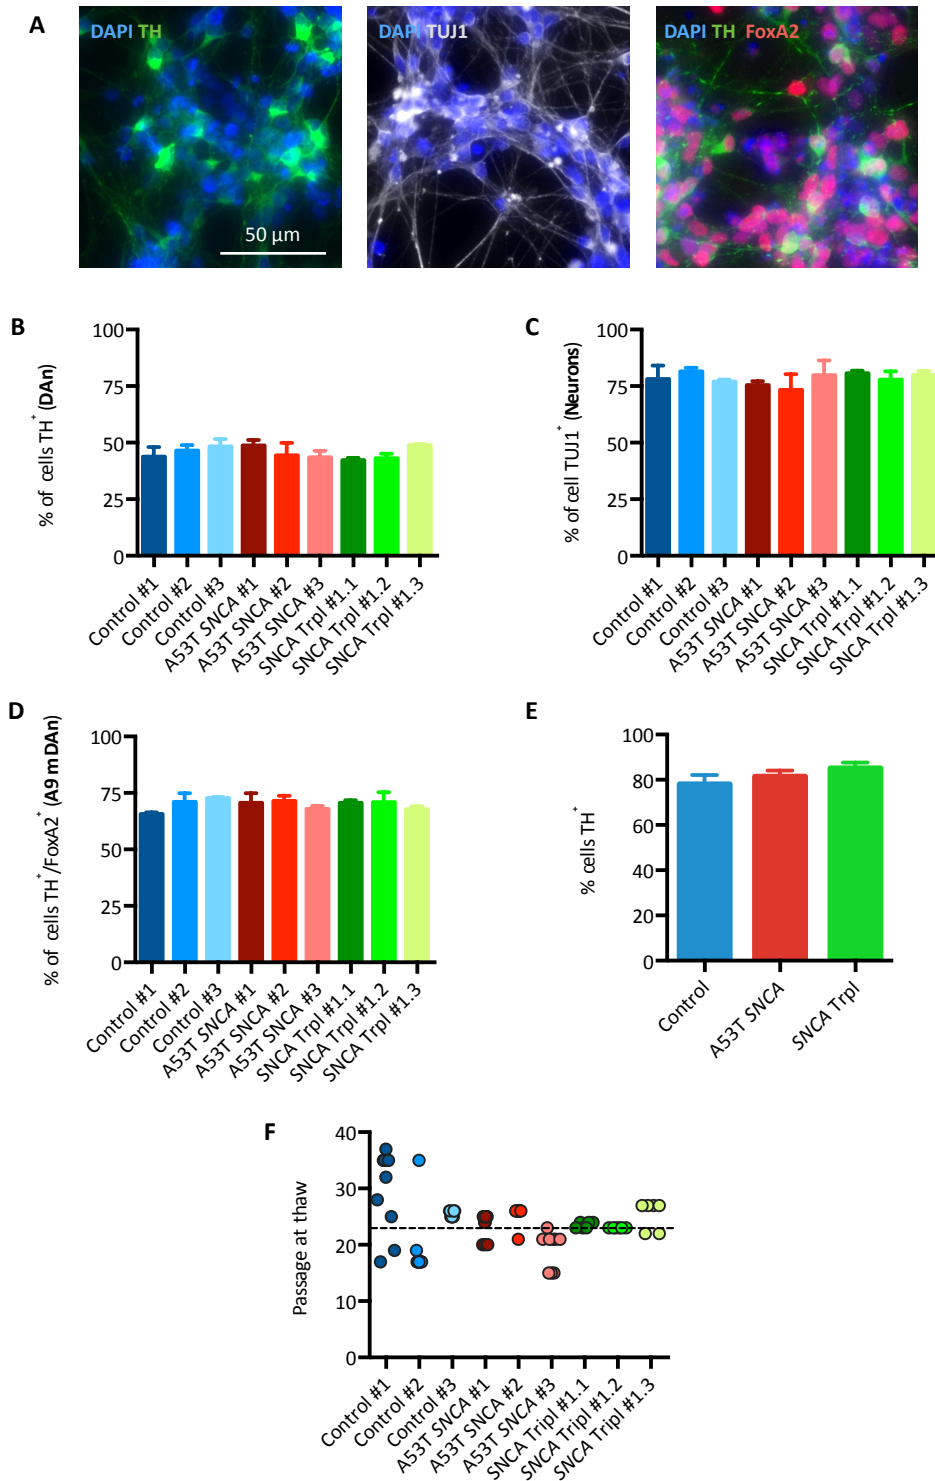 A
DAPI TH
DAPI TUJ1
DAPI TH FoxA2
50 µm
B
% of cells TH⁺ (DAn)
100
75
50
25
0
Control #1
Control #2
Control #3
A53T SNCA #1
A53T SNCA #2
A53T SNCA #3
SNCA Trpl #1.1
SNCA Trpl #1.2
SNCA Trpl #1.3
C
% of cell TUJ1⁺ (Neurons)
100
75
50
25
0
Control #1
Control #2
Control #3
A53T SNCA #1
A53T SNCA #2
A53T SNCA #3
SNCA Trpl #1.1
SNCA Trpl #1.2
SNCA Trpl #1.3
D
% of cells TH⁺/FoxA2⁺ (A9 mDAn)
100
75
50
25
0
Control #1
Control #2
Control #3
A53T SNCA #1
A53T SNCA #2
A53T SNCA #3
SNCA Trpl #1.1
SNCA Trpl #1.2
SNCA Trpl #1.3
E
% cells TH⁺
100
80
60
40
20
0
Control
A53T SNCA
SNCA Trpl
F
Passage at thaw
40
30
20
10
0
Control #1
Control #2
Control #3
A53T SNCA #1
A53T SNCA #2
A53T SNCA #3
SNCA Tripl #1.1
SNCA Tripl #1.2
SNCA Tripl #1.3